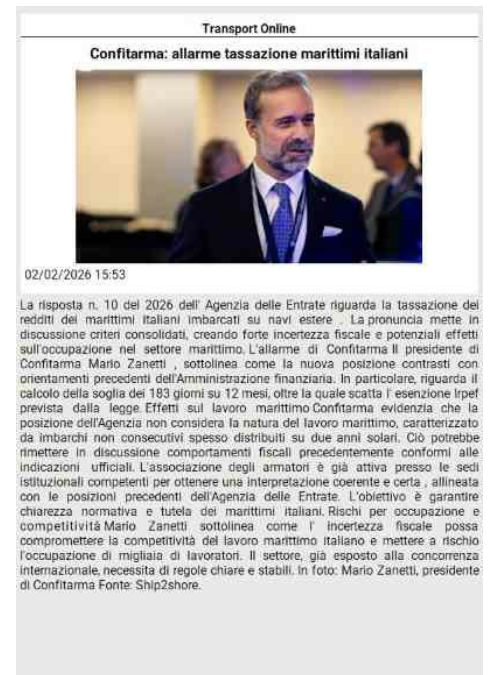 Transport Online
Confitarma: allarme tassazione marittimi italiani
02/02/2026 15:53
La risposta n. 10 del 2026 dell' Agenzia delle Entrate riguarda la tassazione dei
redditi dei marittimi italiani imbarcati su navi estere . La pronuncia mette in
discussione criteri consolidati, creando forte incertezza fiscale e potenziali effetti
sull'occupazione nel settore marittimo. L'allarme di Confitarma Il presidente di
Confitarma Mario Zanetti , sottolinea come la nuova posizione contrasti con
orientamenti precedenti dell'Amministrazione finanziaria. In particolare, riguarda il
calcolo della soglia dei 183 giorni su 12 mesi, oltre la quale scatta l' esenzione Irpef
prevista dalla legge. Effetti sul lavoro marittimo Confitarma evidenzia che la
posizione dell'Agenzia non considera la natura del lavoro marittimo, caratterizzato
da imbarchi non consecutivi spesso distribuiti su due anni solari. Ciò potrebbe
rimettere in discussione comportamenti fiscali precedentemente conformi alle
indicazioni ufficiali. L'associazione degli armatori è già attiva presso le sedi
istituzionali competenti per ottenere una interpretazione coerente e certa , allineata
con le posizioni precedenti dell'Agenzia delle Entrate. L'obiettivo è garantire
chiarezza normativa e tutela dei marittimi italiani. Rischi per occupazione e
competitività Mario Zanetti sottolinea come l' incertezza fiscale possa
compromettere la competitività del lavoro marittimo italiano e mettere a rischio
l'occupazione di migliaia di lavoratori. Il settore, già esposto alla concorrenza
internazionale, necessita di regole chiare e stabili. In foto: Mario Zanetti, presidente
di Confitarma Fonte: Ship2shore.